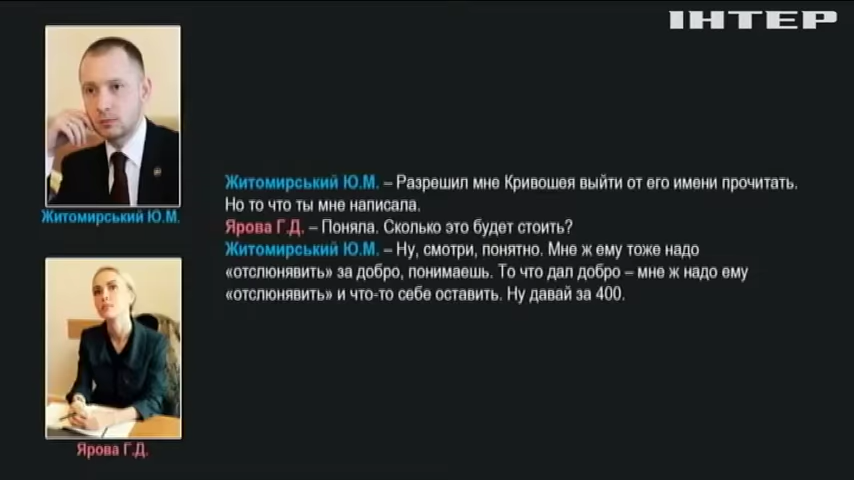 ІНТЕР
Житомирський Ю.М.
Житомирський Ю.М. – Разрешил мне Кривошея выйти от его имени прочитать.
Но то что ты мне написала.
Ярова Г.Д. – Поняла. Сколько это будет стоить?
Житомирський Ю.М. – Ну, смотри, понятно. Мне ж ему тоже надо
«отслюнявить» за добро, понимаешь. То что дал добро – мне ж надо ему
«отслюнявить» и что-то себе оставить. Ну давай за 400.
Ярова Г.Д.